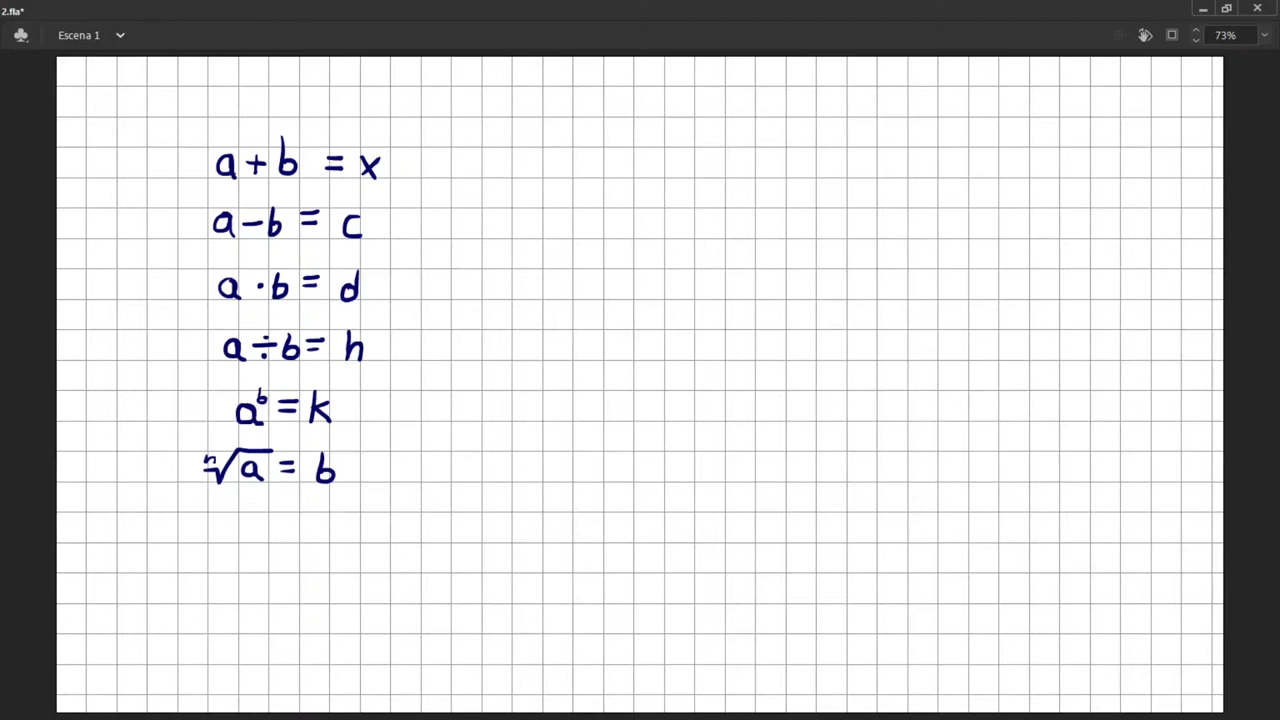 2.fla*
Escena 1
73%
a + b = x
a - b = c
a · b = d
a ÷ b = h
aᵇ = k
ⁿ√a = b